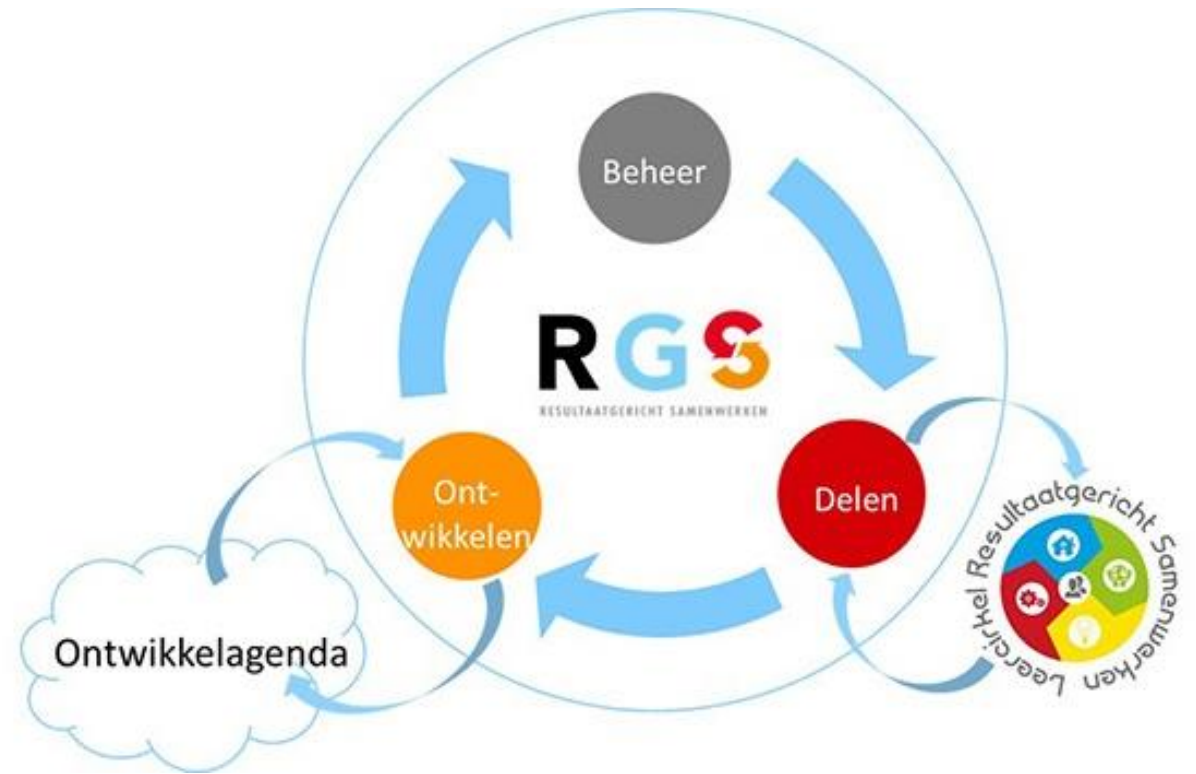 Beheer
RGS
RESULTAATGERICHT SAMENWERKEN
Ont-
wikkelen
Delen
Ontwikkelagenda
Leercirkel Resultaatgericht Samenwerken